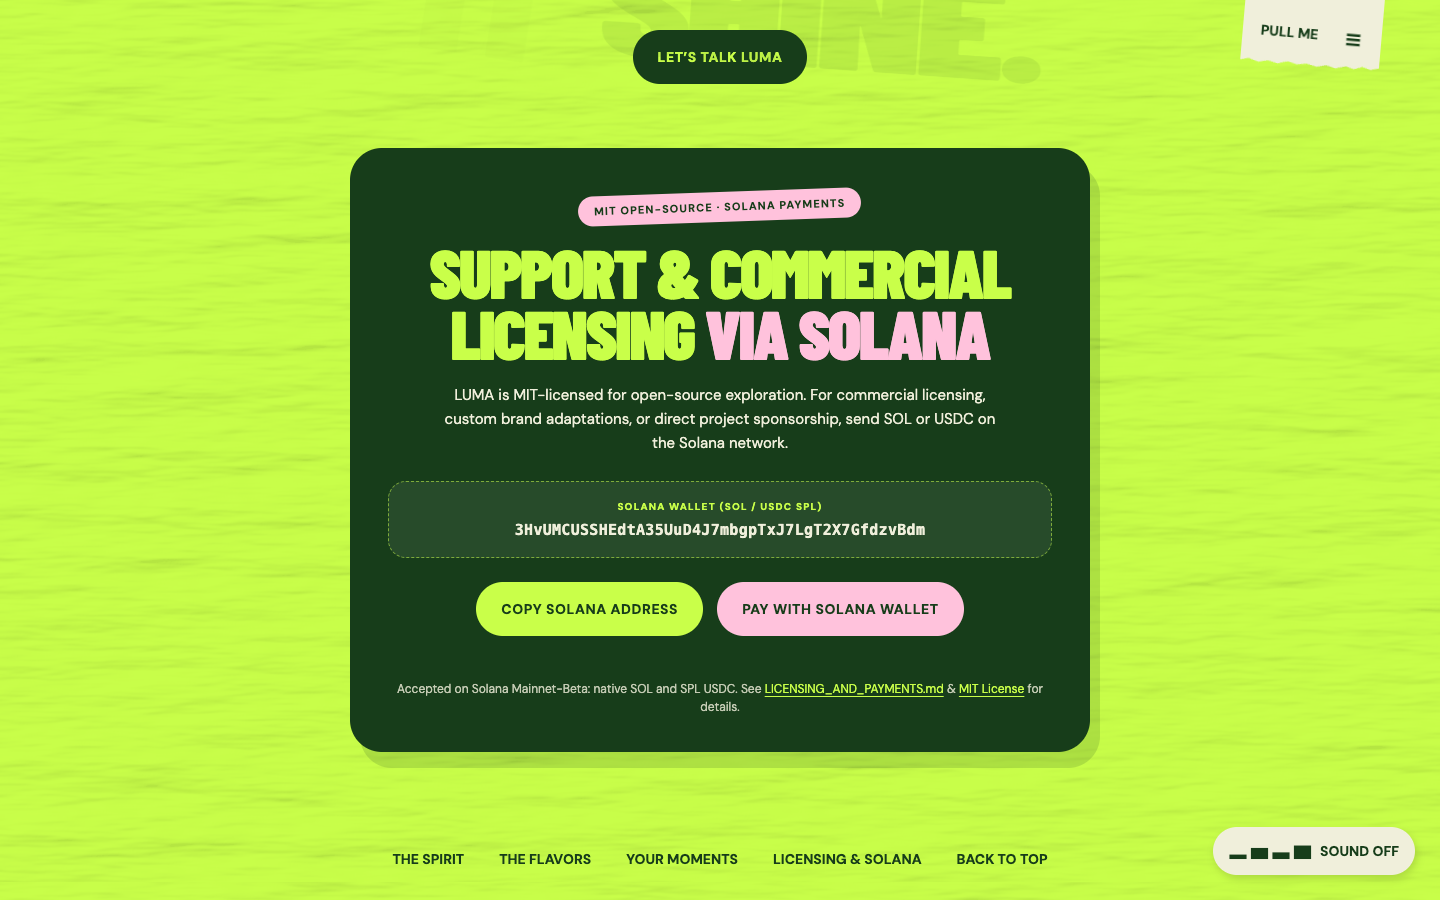 SHINE.
LET'S TALK LUMA
PULL ME
MIT OPEN-SOURCE · SOLANA PAYMENTS
SUPPORT & COMMERCIAL
LICENSING VIA SOLANA
LUMA is MIT-licensed for open-source exploration. For commercial licensing,
custom brand adaptations, or direct project sponsorship, send SOL or USDC on
the Solana network.
SOLANA WALLET (SOL / USDC SPL)
3HvUMCUSSHEdtA35UuD4J7mbgpTxJ7LgT2X7GfdzvBdm
COPY SOLANA ADDRESS
PAY WITH SOLANA WALLET
Accepted on Solana Mainnet-Beta: native SOL and SPL USDC. See LICENSING_AND_PAYMENTS.md & MIT License for
details.
THE SPIRIT
THE FLAVORS
YOUR MOMENTS
LICENSING & SOLANA
BACK TO TOP
SOUND OFF